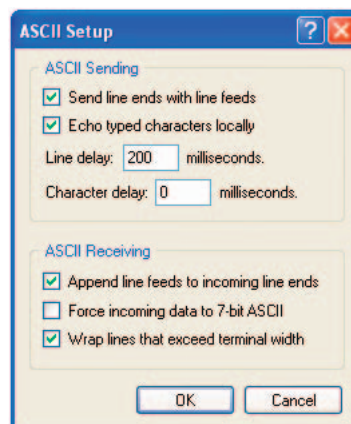 ASCII Setup
ASCII Sending
Send line ends with line feeds
Echo typed characters locally
Line delay: 200 milliseconds.
Character delay: 0 milliseconds.
ASCII Receiving
Append line feeds to incoming line ends
Force incoming data to 7-bit ASCII
Wrap lines that exceed terminal width
OK Cancel